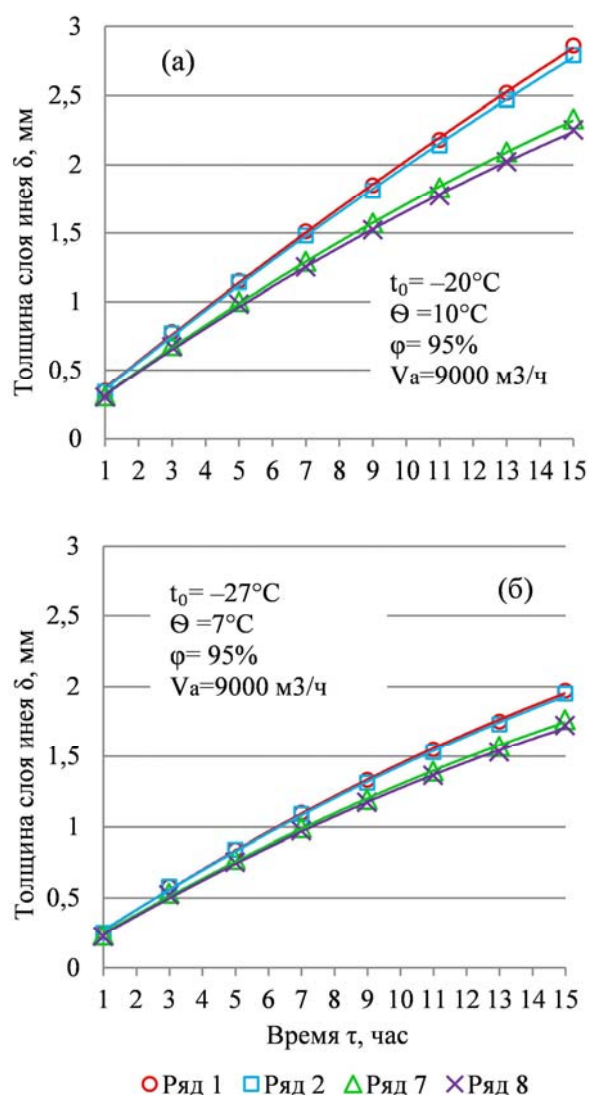 Толщина слоя инея δ, мм
3
2,5
2
1,5
1
0,5
0
(а)
t₀= –20°C
Θ =10°C
φ= 95%
Va=9000 м3/ч
1 2 3 4 5 6 7 8 9 10 11 12 13 14 15
Толщина слоя инея δ, мм
3
2,5
2
1,5
1
0,5
0
(б)
t₀= –27°C
Θ =7°C
φ= 95%
Va=9000 м3/ч
1 2 3 4 5 6 7 8 9 10 11 12 13 14 15
Время τ, час
Ряд 1 Ряд 2 Ряд 7 Ряд 8